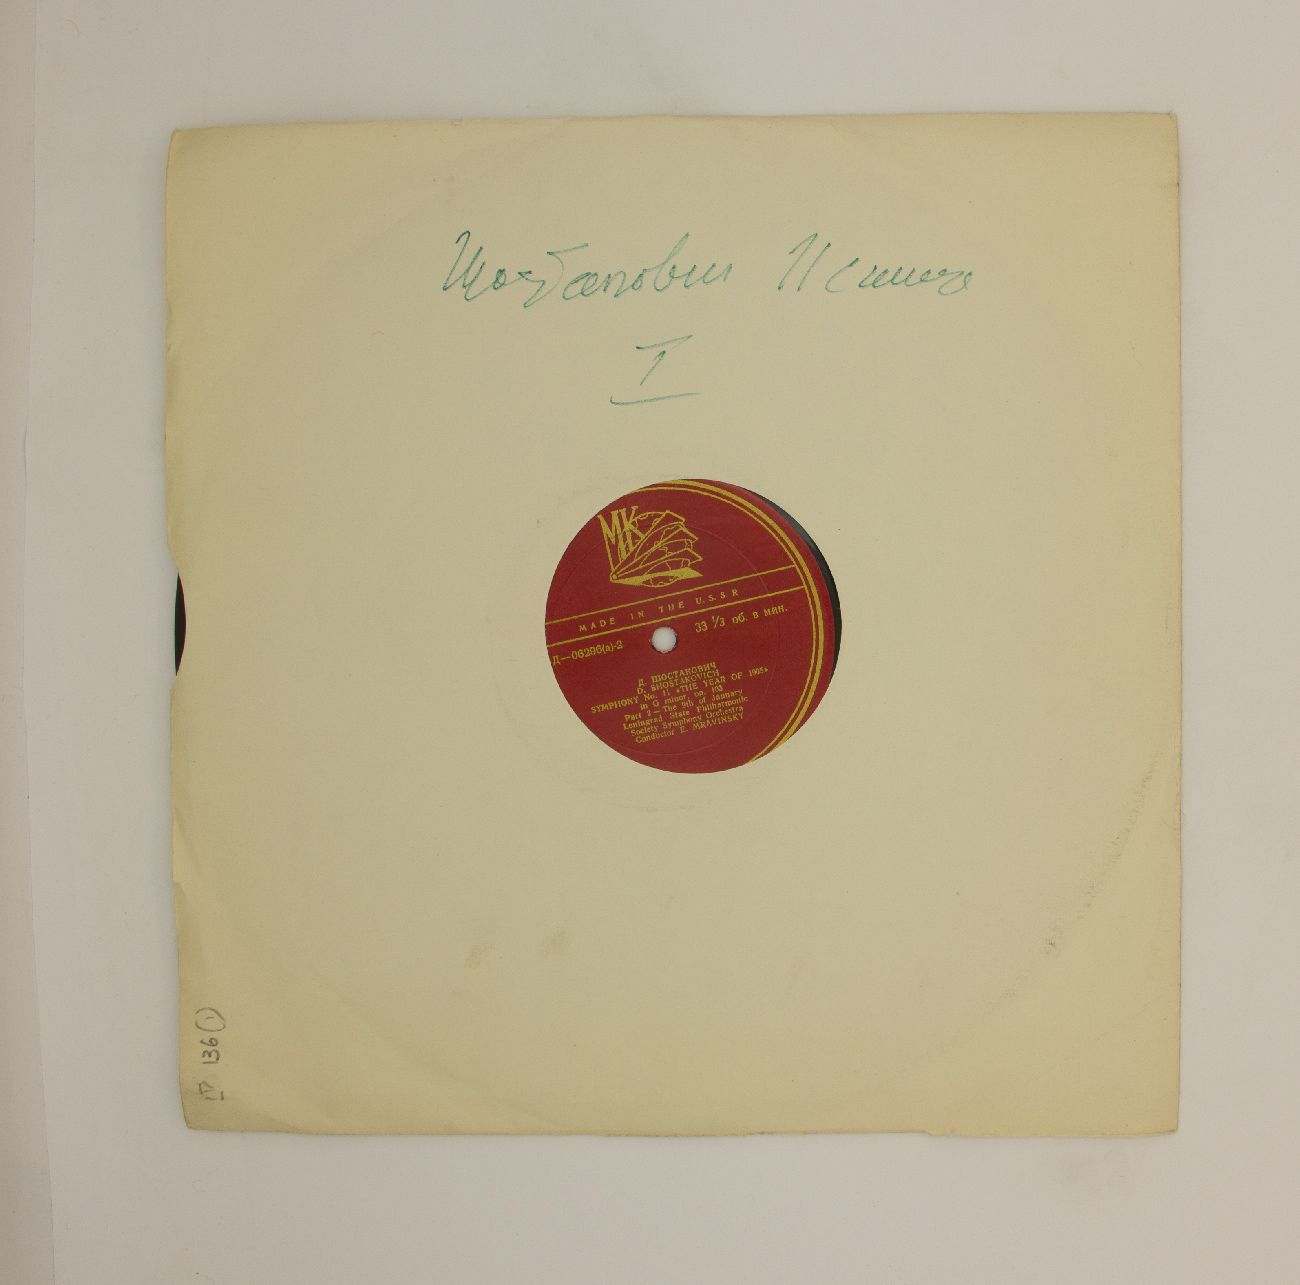 Шостакович 11 симф
I
МК
MADE IN THE U.S.S R
Д—06296(а)-2 33 ⅓ об. в мин.
Д. ШОСТАКОВИЧ
D. SHOSTAKOVICH
SYMPHONY No. 11 «THE YEAR OF 1905»
in G minor, op. 103
Part 2—The 9th of January
Leningrad State Philharmonic
Society Symphony Orchestra
Conductor E. MRAVINSKY
136 (1)